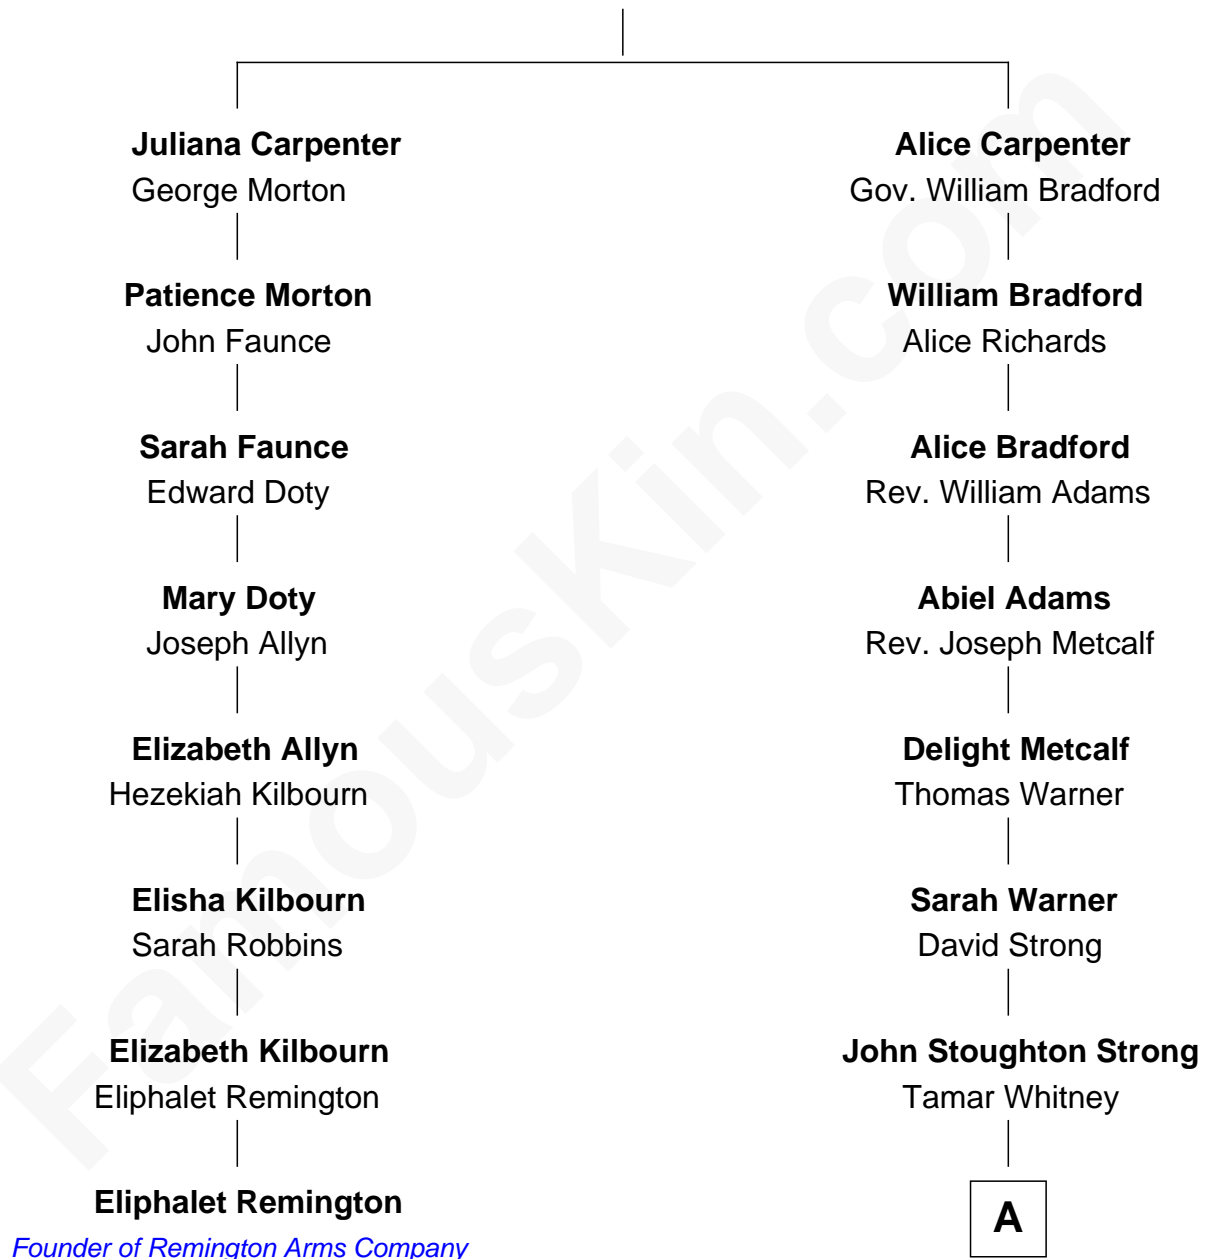 Juliana Carpenter
George Morton
Patience Morton
John Faunce
Sarah Faunce
Edward Doty
Mary Doty
Joseph Allyn
Elizabeth Allyn
Hezekiah Kilbourn
Elisha Kilbourn
Sarah Robbins
Elizabeth Kilbourn
Eliphalet Remington
Eliphalet Remington
Founder of Remington Arms Company
Alice Carpenter
Gov. William Bradford
William Bradford
Alice Richards
Alice Bradford
Rev. William Adams
Abiel Adams
Rev. Joseph Metcalf
Delight Metcalf
Thomas Warner
Sarah Warner
David Strong
John Stoughton Strong
Tamar Whitney
A
FamousKin.com